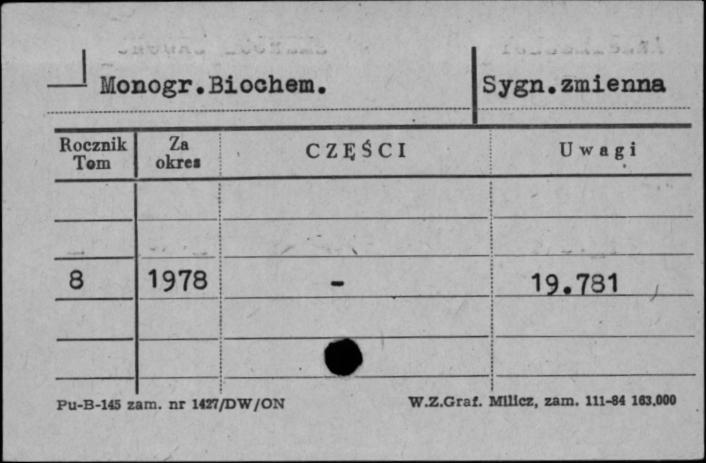 Monogr.Biochem.
Sygn.zmienna
Rocznik Tom
Za okres
CZĘŚCI
Uwagi
8 1978 - 19.781
Pu-B-145 zam. nr 1427/DW/ON
W.Z.Graf. Milicz, zam. 111-84 163.000